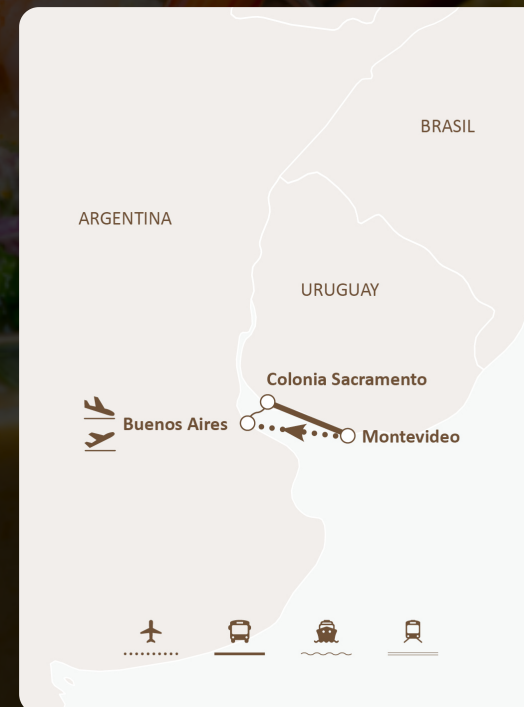 BRASIL
ARGENTINA
URUGUAY
Colonia Sacramento
Buenos Aires
Montevideo